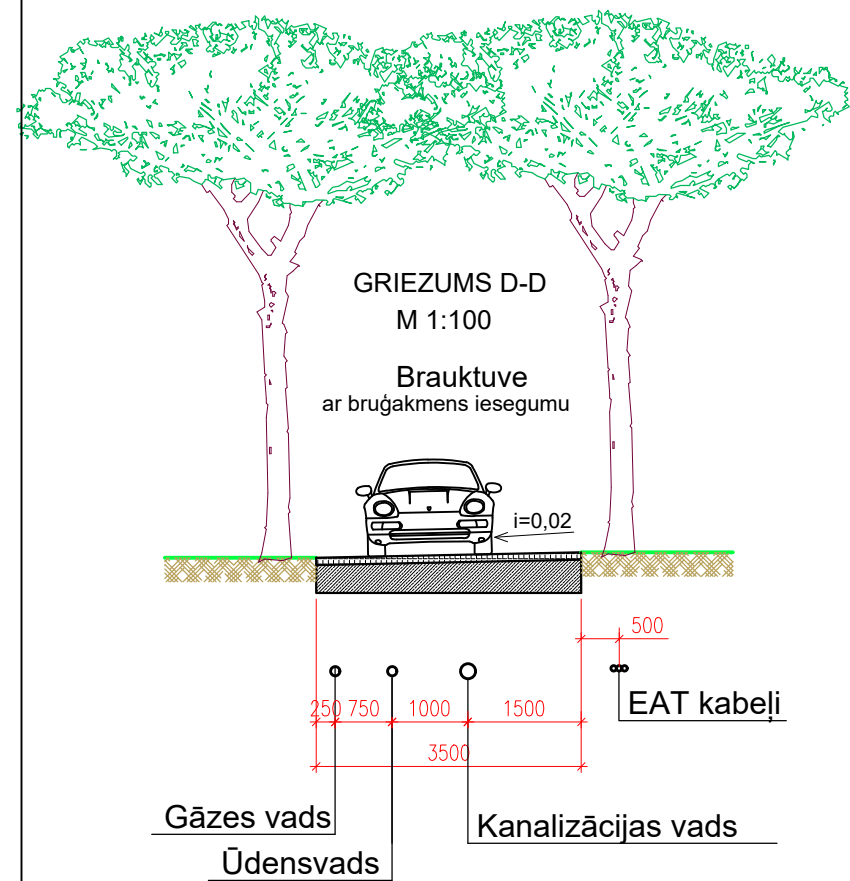 GRIEZUMS D-D
M 1:100
Brauktuve
ar bruģakmens iesegumu
i=0,02
500
EAT kabeļi
250 750 1000 1500
3500
Gāzes vads
Kanalizācijas vads
Ūdensvads